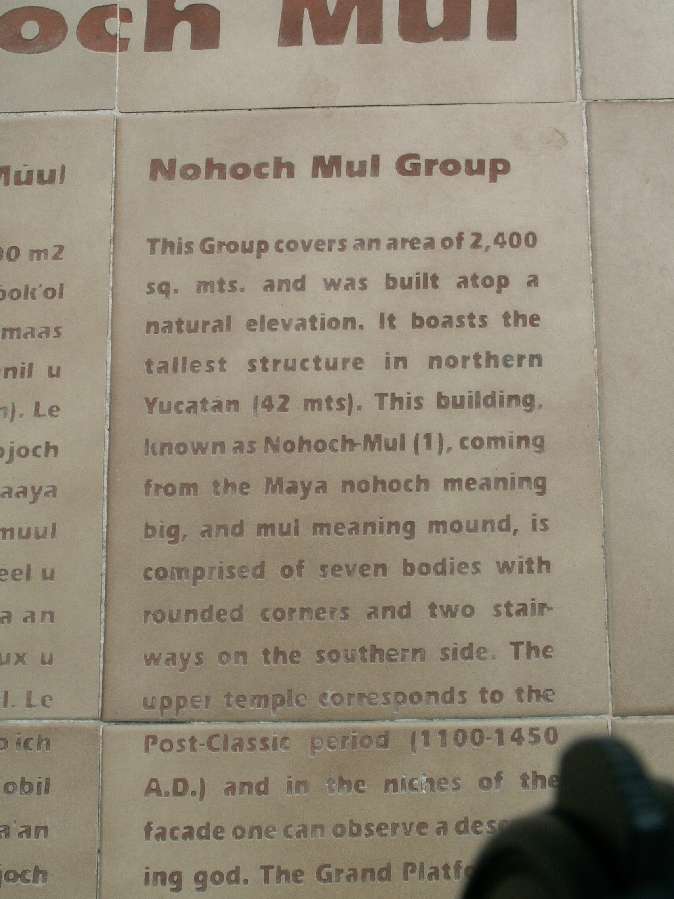 och Mul
Múul
00 m2
ook'ol
maas
nil u
n). Le
ojoch
aaya
muul
eel u
a an
ux u
l. Le
ich
obil
a'an
joch
Nohoch Mul Group
This Group covers an area of 2,400
sq. mts. and was built atop a
natural elevation. It boasts the
tallest structure in northern
Yucatán (42 mts). This building,
known as Nohoch-Mul (1), coming
from the Maya nohoch meaning
big, and mul meaning mound, is
comprised of seven bodies with
rounded corners and two stair-
ways on the southern side. The
upper temple corresponds to the
Post-Classic period (1100-1450
A.D.) and in the niches of the
facade one can observe a des
ing god. The Grand Platf